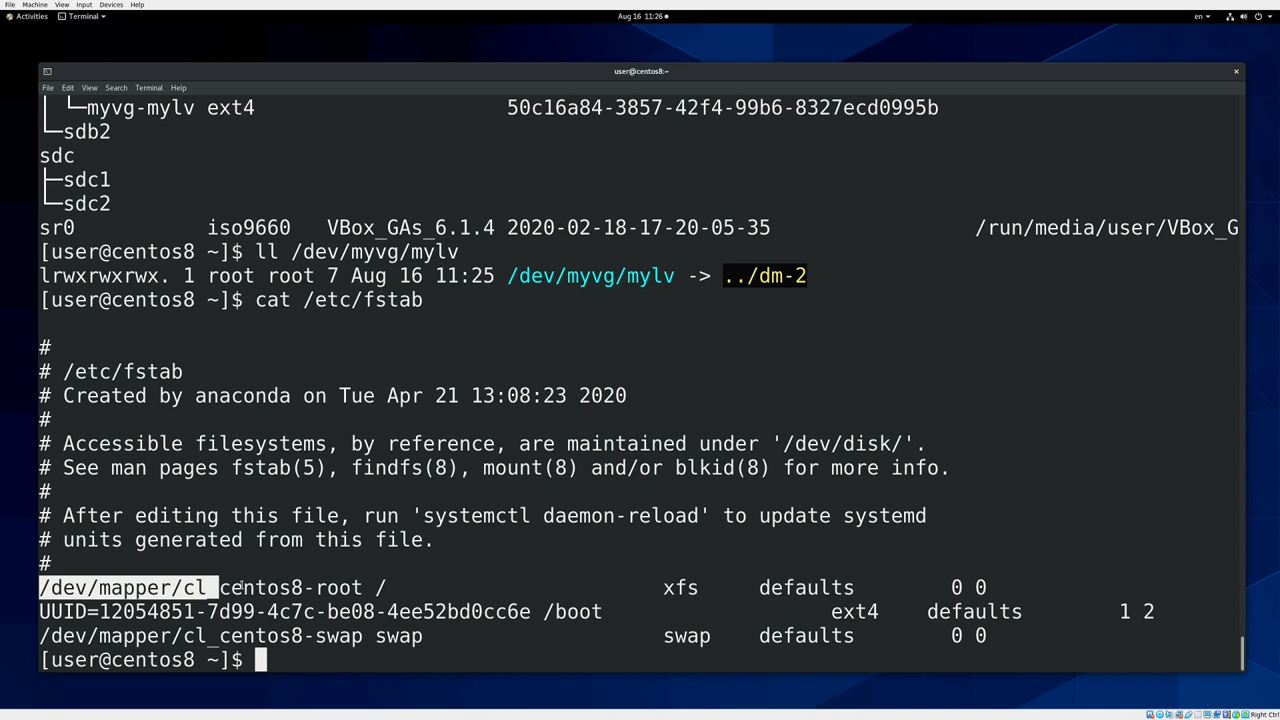 File Machine View Input Devices Help
Activities Terminal Aug 16 11:26 en
user@centos8:~
File Edit View Search Terminal Help
│ └─myvg-mylv ext4 50c16a84-3857-42f4-99b6-8327ecd0995b
└─sdb2
sdc
├─sdc1
└─sdc2
sr0 iso9660 VBox_GAs_6.1.4 2020-02-18-17-20-05-35 /run/media/user/VBox_G
[user@centos8 ~]$ ll /dev/myvg/mylv
lrwxrwxrwx. 1 root root 7 Aug 16 11:25 /dev/myvg/mylv -> ../dm-2
[user@centos8 ~]$ cat /etc/fstab
#
# /etc/fstab
# Created by anaconda on Tue Apr 21 13:08:23 2020
#
# Accessible filesystems, by reference, are maintained under '/dev/disk/'.
# See man pages fstab(5), findfs(8), mount(8) and/or blkid(8) for more info.
#
# After editing this file, run 'systemctl daemon-reload' to update systemd
# units generated from this file.
#
/dev/mapper/cl_centos8-root / xfs defaults 0 0
UUID=12054851-7d99-4c7c-be08-4ee52bd0cc6e /boot ext4 defaults 1 2
/dev/mapper/cl_centos8-swap swap swap defaults 0 0
[user@centos8 ~]$
Right Ctrl